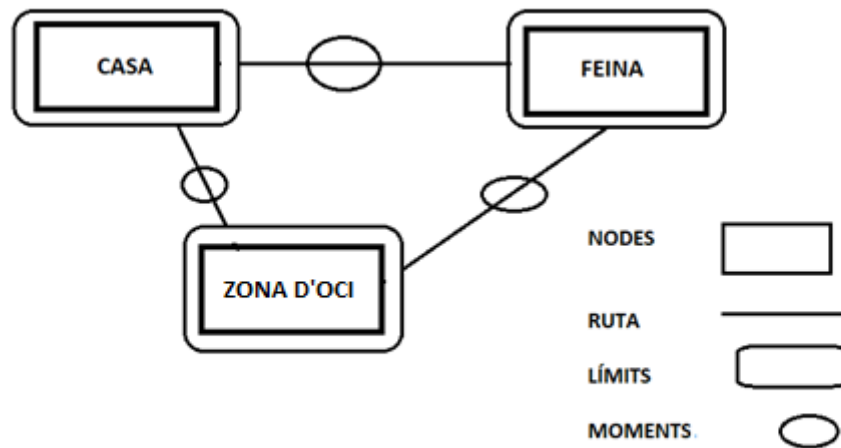 CASA
FEINA
ZONA D'OCI
NODES
RUTA
LÍMITS
MOMENTS.